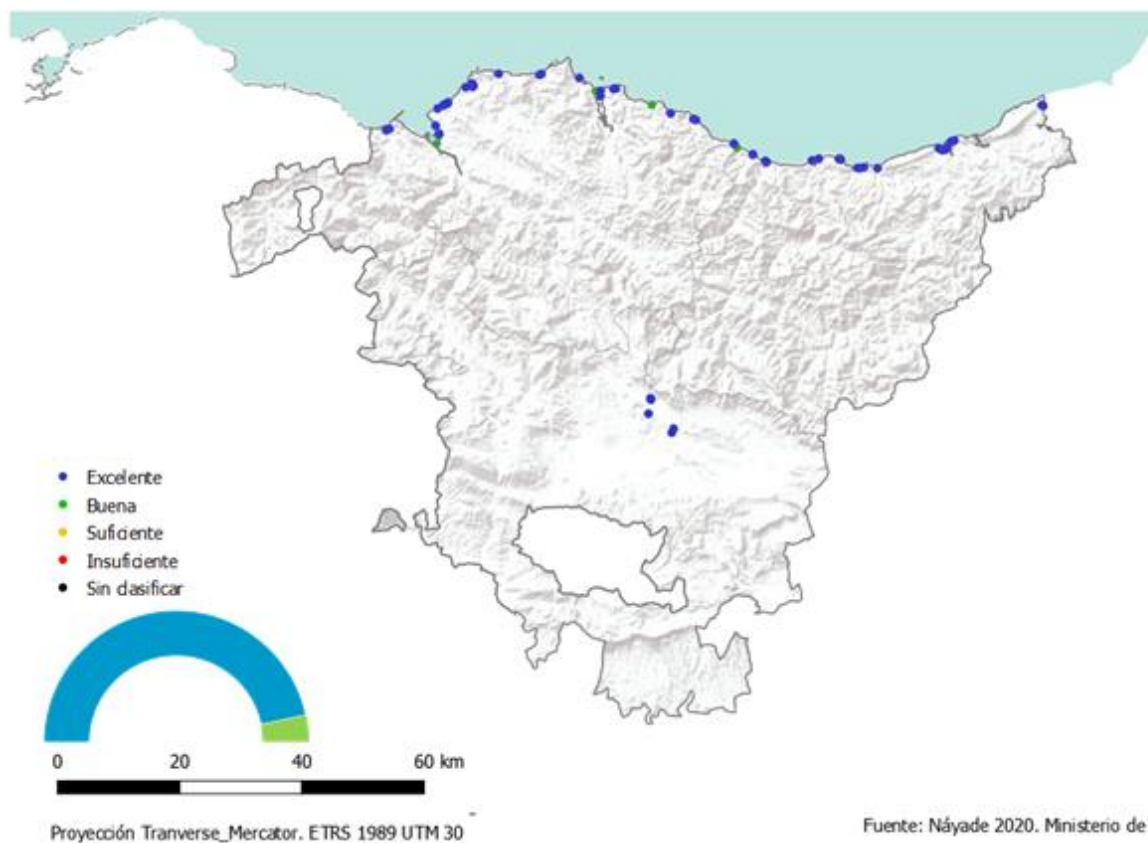 Excelente
Buena
Suficiente
Insuficiente
Sin clasificar
0 20 40 60 km
Proyección Tranverse_Mercator. ETRS 1989 UTM 30
Fuente: Náyade 2020. Ministerio de